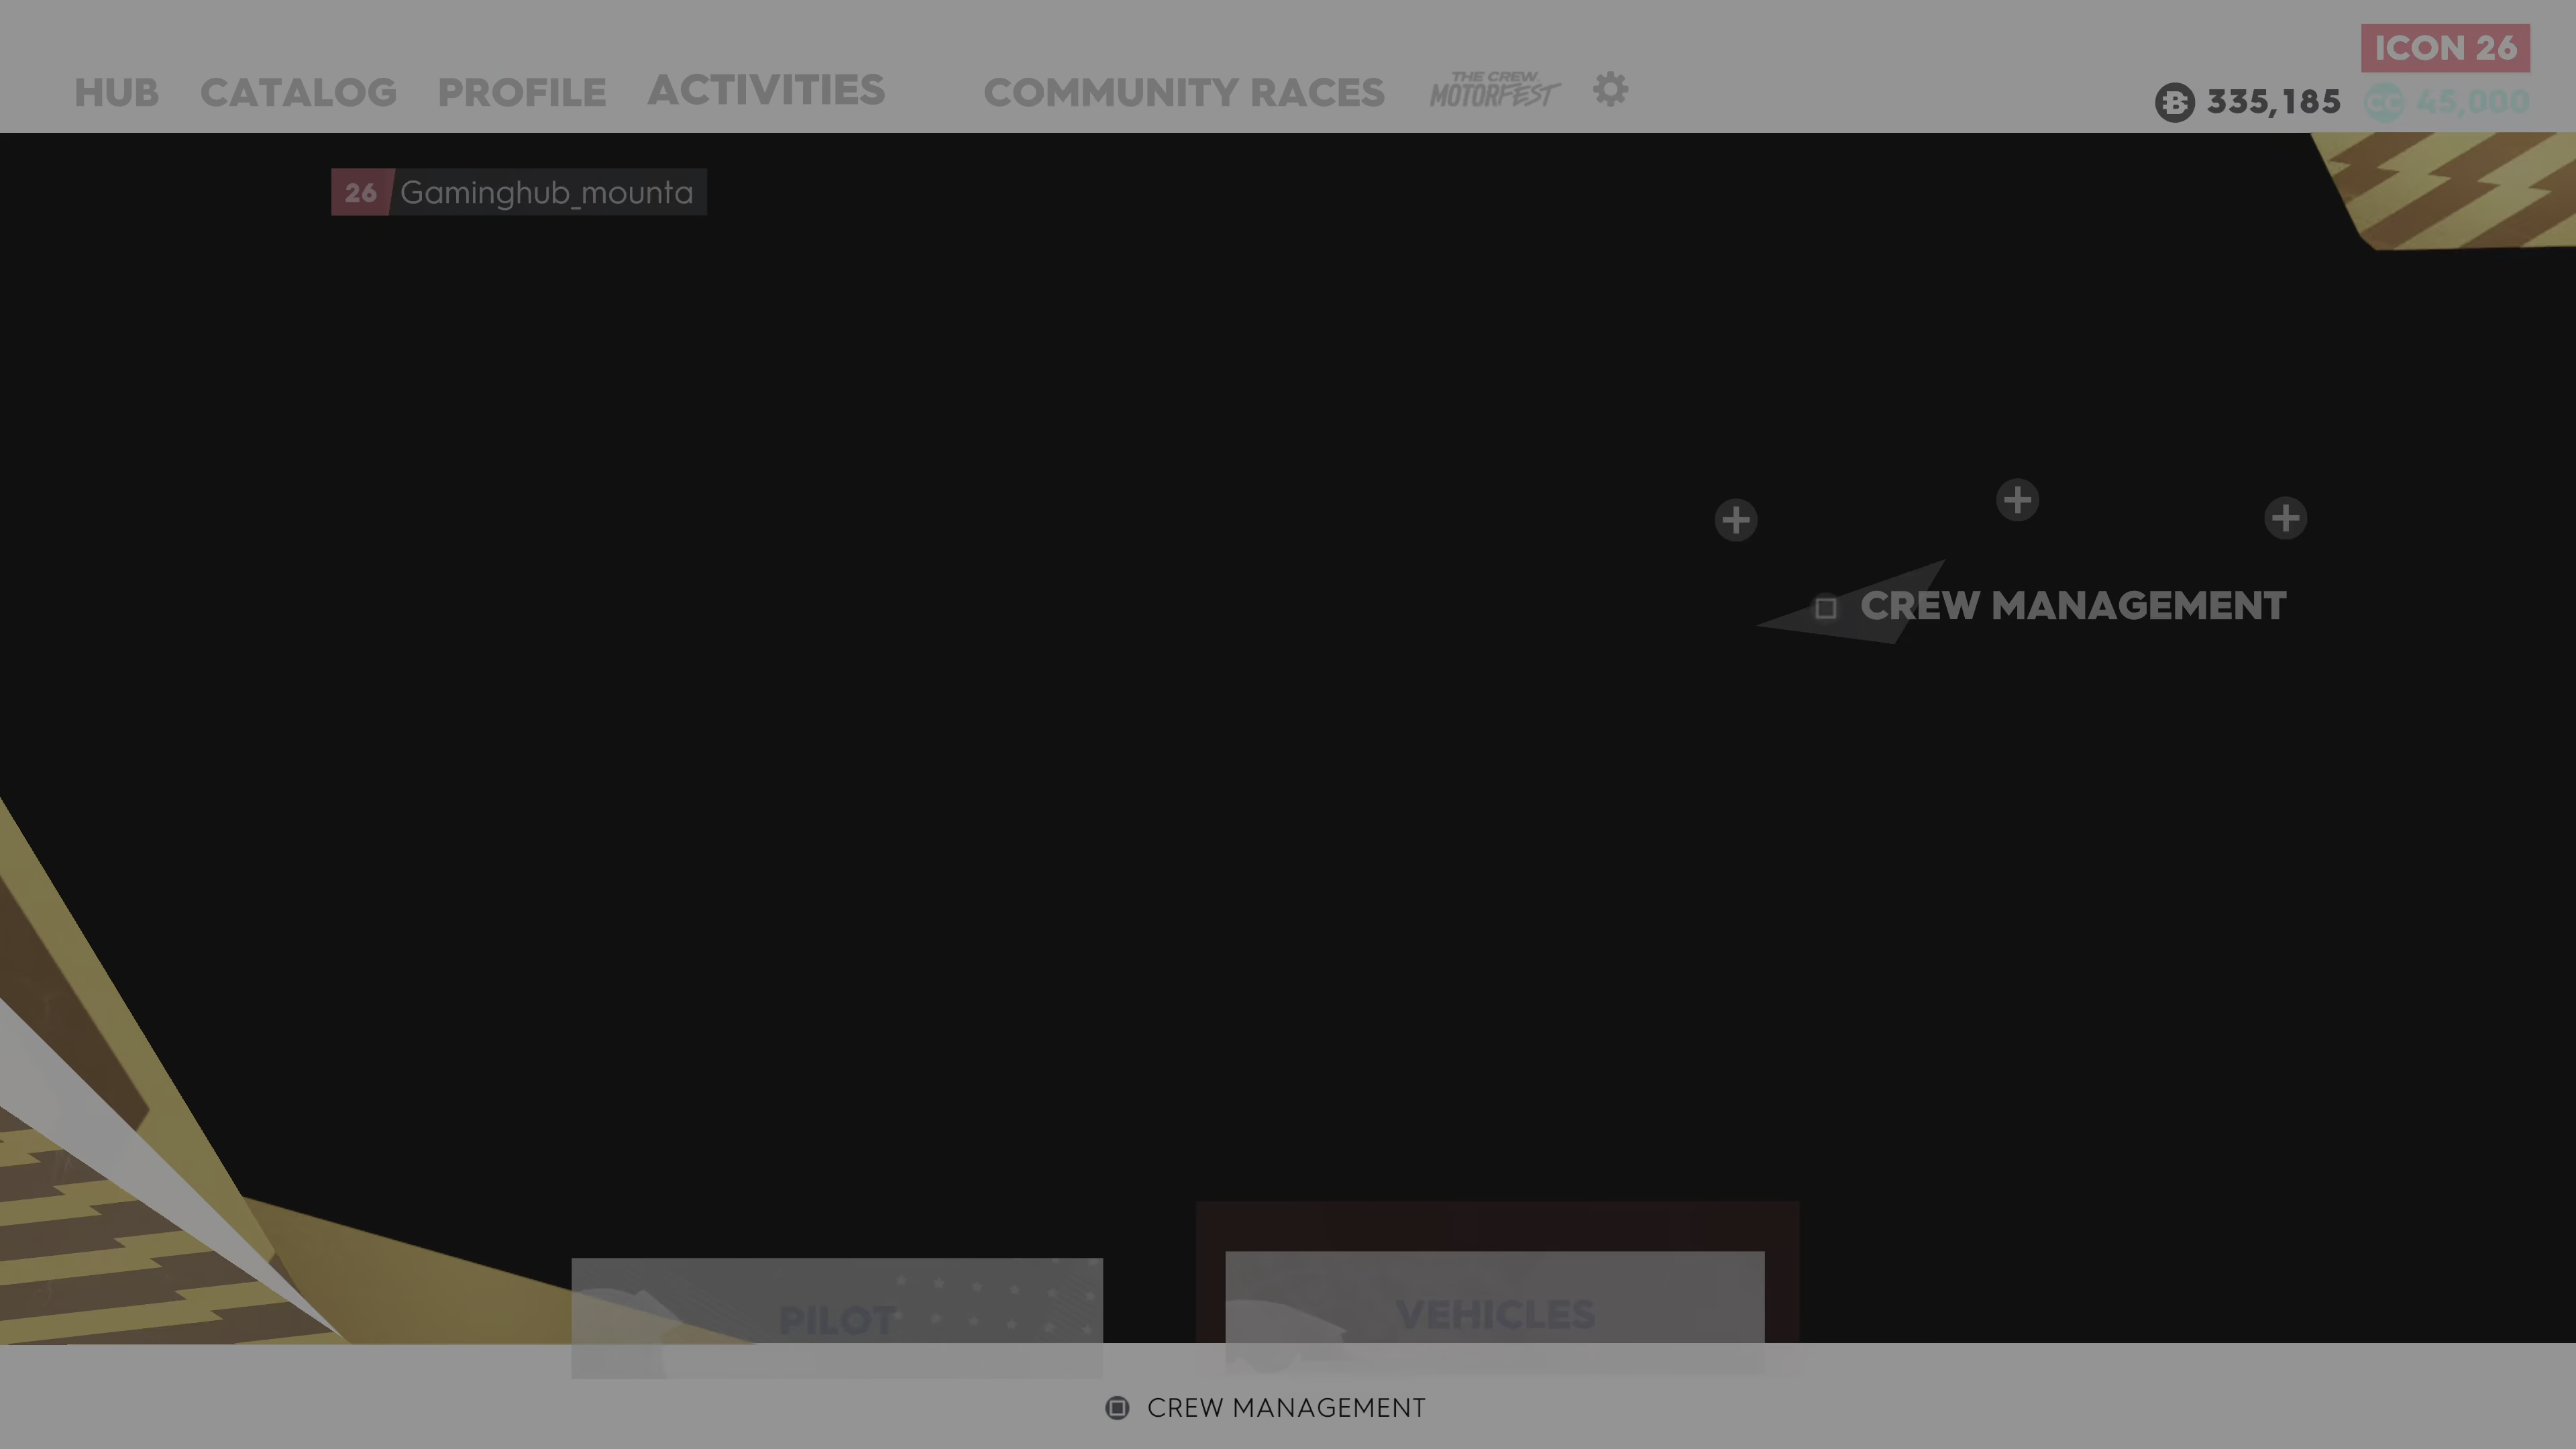 ICON 26
HUB CATALOG PROFILE ACTIVITIES COMMUNITY RACES THE CREW MOTORFEST
335,185 CC 45,000
26 Gaminghub_mounta
CREW MANAGEMENT
PILOT
VEHICLES
CREW MANAGEMENT